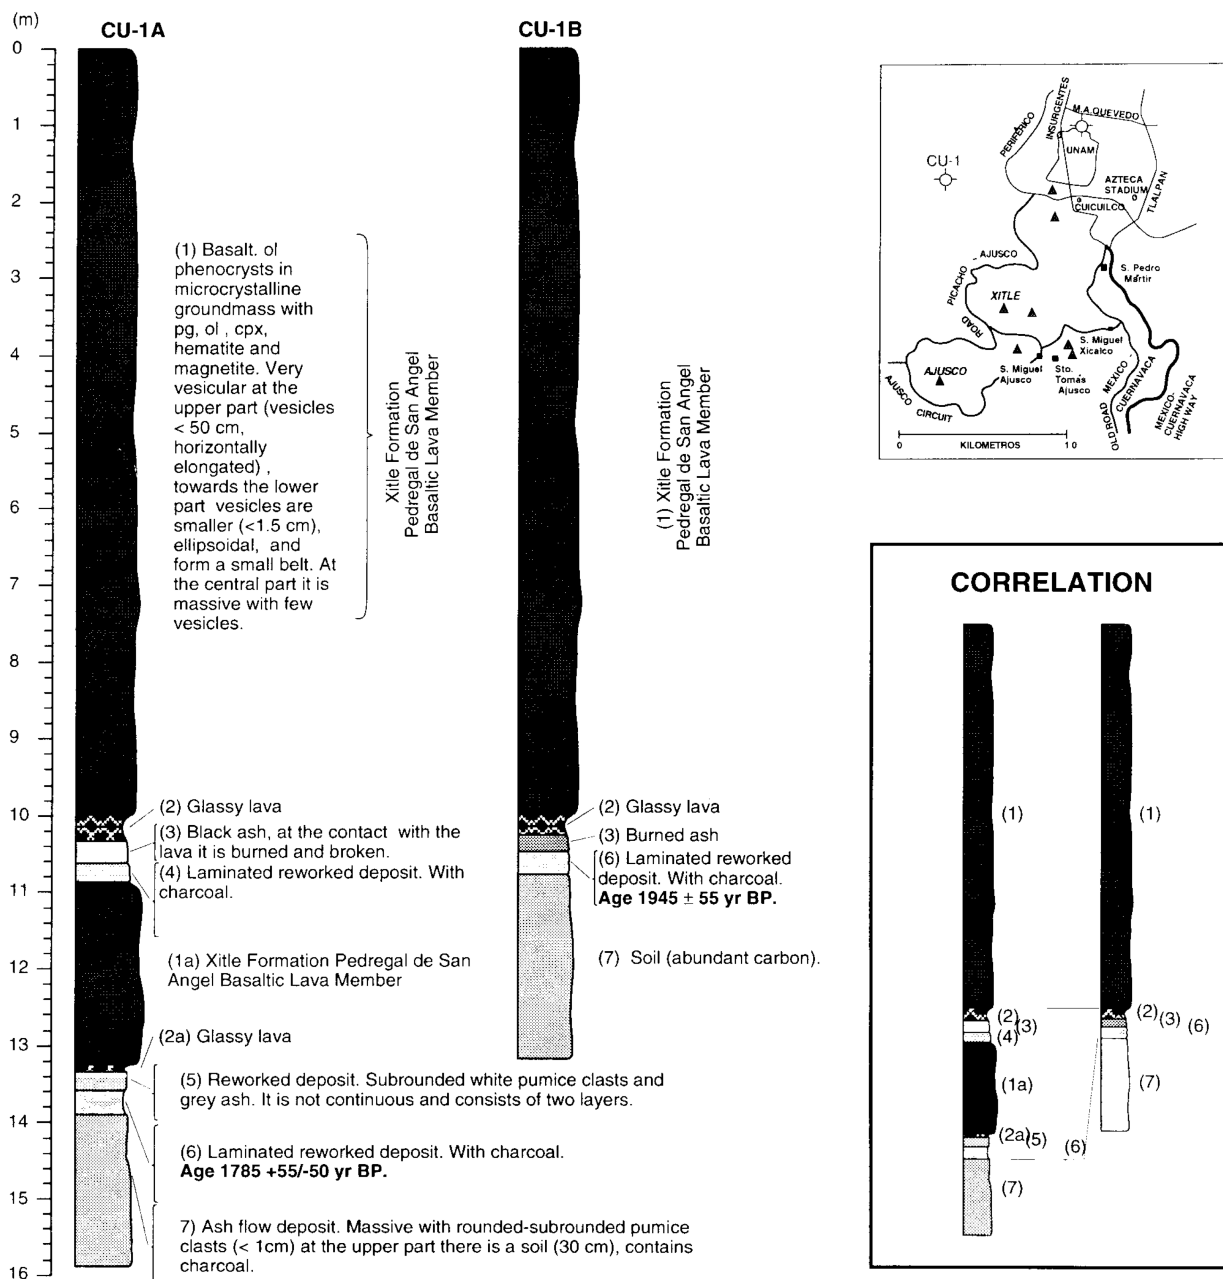 (m)
CU-1A
CU-1B
0
1
2
3
4
5
6
7
8
9
10
11
12
13
14
15
16
(1) Basalt. ol
phenocrysts in
microcrystalline
groundmass with
pg, ol , cpx,
hematite and
magnetite. Very
vesicular at the
upper part (vesicles
< 50 cm,
horizontally
elongated) ,
towards the lower
part vesicles are
smaller (<1.5 cm),
ellipsoidal, and
form a small belt. At
the central part it is
massive with few
vesicles.
Xitle Formation
Pedregal de San Angel
Basaltic Lava Member
(2) Glassy lava
(3) Black ash, at the contact with the
lava it is burned and broken.
(4) Laminated reworked deposit. With
charcoal.
(1a) Xitle Formation Pedregal de San
Angel Basaltic Lava Member
(2a) Glassy lava
(5) Reworked deposit. Subrounded white pumice clasts and
grey ash. It is not continuous and consists of two layers.
(6) Laminated reworked deposit. With charcoal.
Age 1785 +55/-50 yr BP.
7) Ash flow deposit. Massive with rounded-subrounded pumice
clasts (< 1cm) at the upper part there is a soil (30 cm), contains
charcoal.
(1) Xitle Formation
Pedregal de San Angel
Basaltic Lava Member
(2) Glassy lava
(3) Burned ash
(6) Laminated reworked
deposit. With charcoal.
Age 1945 ± 55 yr BP.
(7) Soil (abundant carbon).
CU-1
PERIFERICO
INSURGENTES
M.A.QUEVEDO
UNAM
AZTECA
STADIUM
TLALPAN
CUICUILCO
PICACHO
AJUSCO
ROAD
S. Pedro
Mártir
XITLE
S. Miguel
Xicalco
AJUSCO
S. Miguel
Ajusco
Sto.
Tomás
Ajusco
AJUSCO
CIRCUIT
OLD ROAD MEXICO -
CUERNAVACA
MEXICO-
CUERNAVACA
HIGH WAY
0
KILOMETROS
10
CORRELATION
(1)
(1)
(2)
(3)
(4)
(1a)
(2a)
(5)
(6)
(7)
(2)
(3)
(6)
(7)